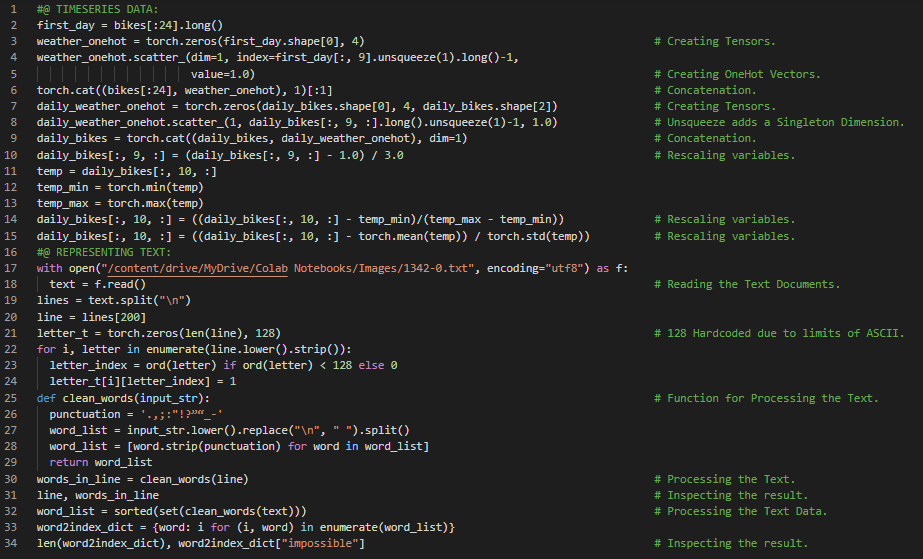 1 #@ TIMESERIES DATA:
2 first_day = bikes[:24].long()
3 weather_onehot = torch.zeros(first_day.shape[0], 4) # Creating Tensors.
4 weather_onehot.scatter_(dim=1, index=first_day[:, 9].unsqueeze(1).long()-1,
5 value=1.0) # Creating OneHot Vectors.
6 torch.cat((bikes[:24], weather_onehot), 1)[:1] # Concatenation.
7 daily_weather_onehot = torch.zeros(daily_bikes.shape[0], 4, daily_bikes.shape[2]) # Creating Tensors.
8 daily_weather_onehot.scatter_(1, daily_bikes[:, 9, :].long().unsqueeze(1)-1, 1.0) # Unsqueeze adds a Singleton Dimension.
9 daily_bikes = torch.cat((daily_bikes, daily_weather_onehot), dim=1) # Concatenation.
10 daily_bikes[:, 9, :] = (daily_bikes[:, 9, :] - 1.0) / 3.0 # Rescaling variables.
11 temp = daily_bikes[:, 10, :]
12 temp_min = torch.min(temp)
13 temp_max = torch.max(temp)
14 daily_bikes[:, 10, :] = ((daily_bikes[:, 10, :] - temp_min)/(temp_max - temp_min)) # Rescaling variables.
15 daily_bikes[:, 10, :] = ((daily_bikes[:, 10, :] - torch.mean(temp)) / torch.std(temp)) # Rescaling variables.
16 #@ REPRESENTING TEXT:
17 with open("/content/drive/MyDrive/Colab Notebooks/Images/1342-0.txt", encoding="utf8") as f:
18 text = f.read() # Reading the Text Documents.
19 lines = text.split("\n")
20 line = lines[200]
21 letter_t = torch.zeros(len(line), 128) # 128 Hardcoded due to limits of ASCII.
22 for i, letter in enumerate(line.lower().strip()):
23 letter_index = ord(letter) if ord(letter) < 128 else 0
24 letter_t[i][letter_index] = 1
25 def clean_words(input_str): # Function for Processing the Text.
26 punctuation = '.,;:"!?”“_-'
27 word_list = input_str.lower().replace("\n", " ").split()
28 word_list = [word.strip(punctuation) for word in word_list]
29 return word_list
30 words_in_line = clean_words(line) # Processing the Text.
31 line, words_in_line # Inspecting the result.
32 word_list = sorted(set(clean_words(text))) # Processing the Text Data.
33 word2index_dict = {word: i for (i, word) in enumerate(word_list)}
34 len(word2index_dict), word2index_dict["impossible"] # Inspecting the result.